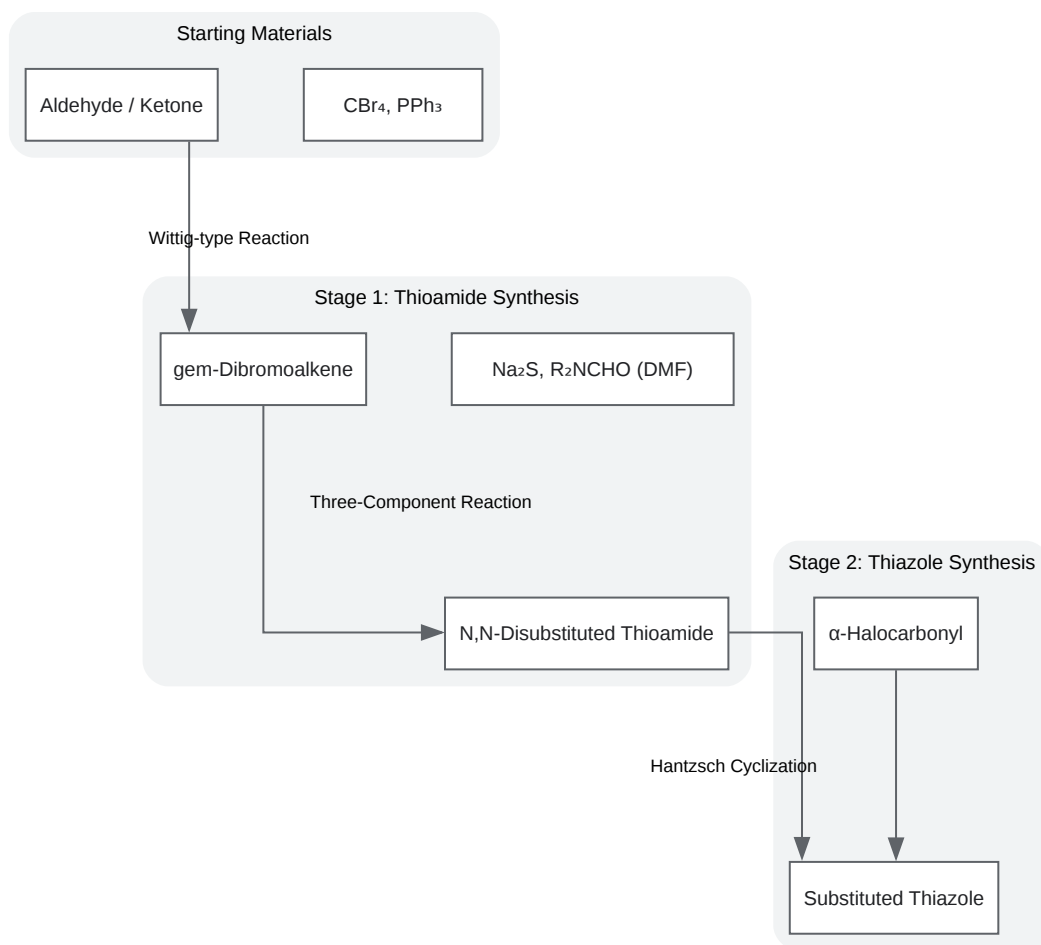 Starting Materials
Aldehyde / Ketone
CBr₄, PPh₃
Wittig-type Reaction
Stage 1: Thioamide Synthesis
gem-Dibromoalkene
Na₂S, R₂NCHO (DMF)
Three-Component Reaction
Stage 2: Thiazole Synthesis
N,N-Disubstituted Thioamide
α-Halocarbonyl
Hantzsch Cyclization
Substituted Thiazole